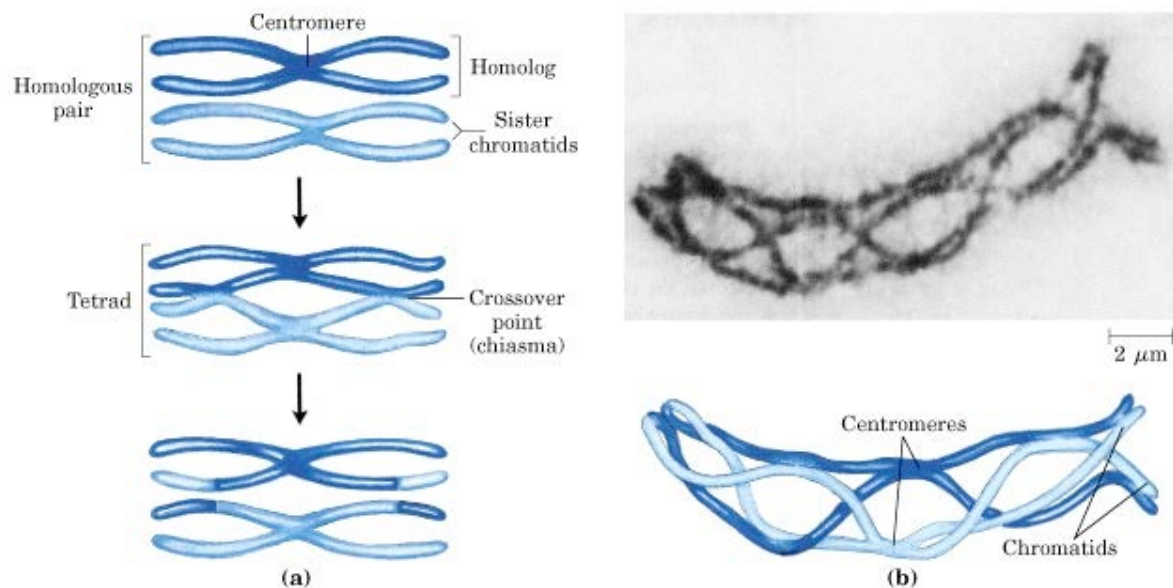 Centromere
Homologous
pair
Homolog
Sister
chromatids
Tetrad
Crossover
point
(chiasma)
(a)
2 μm
Centromeres
Chromatids
(b)